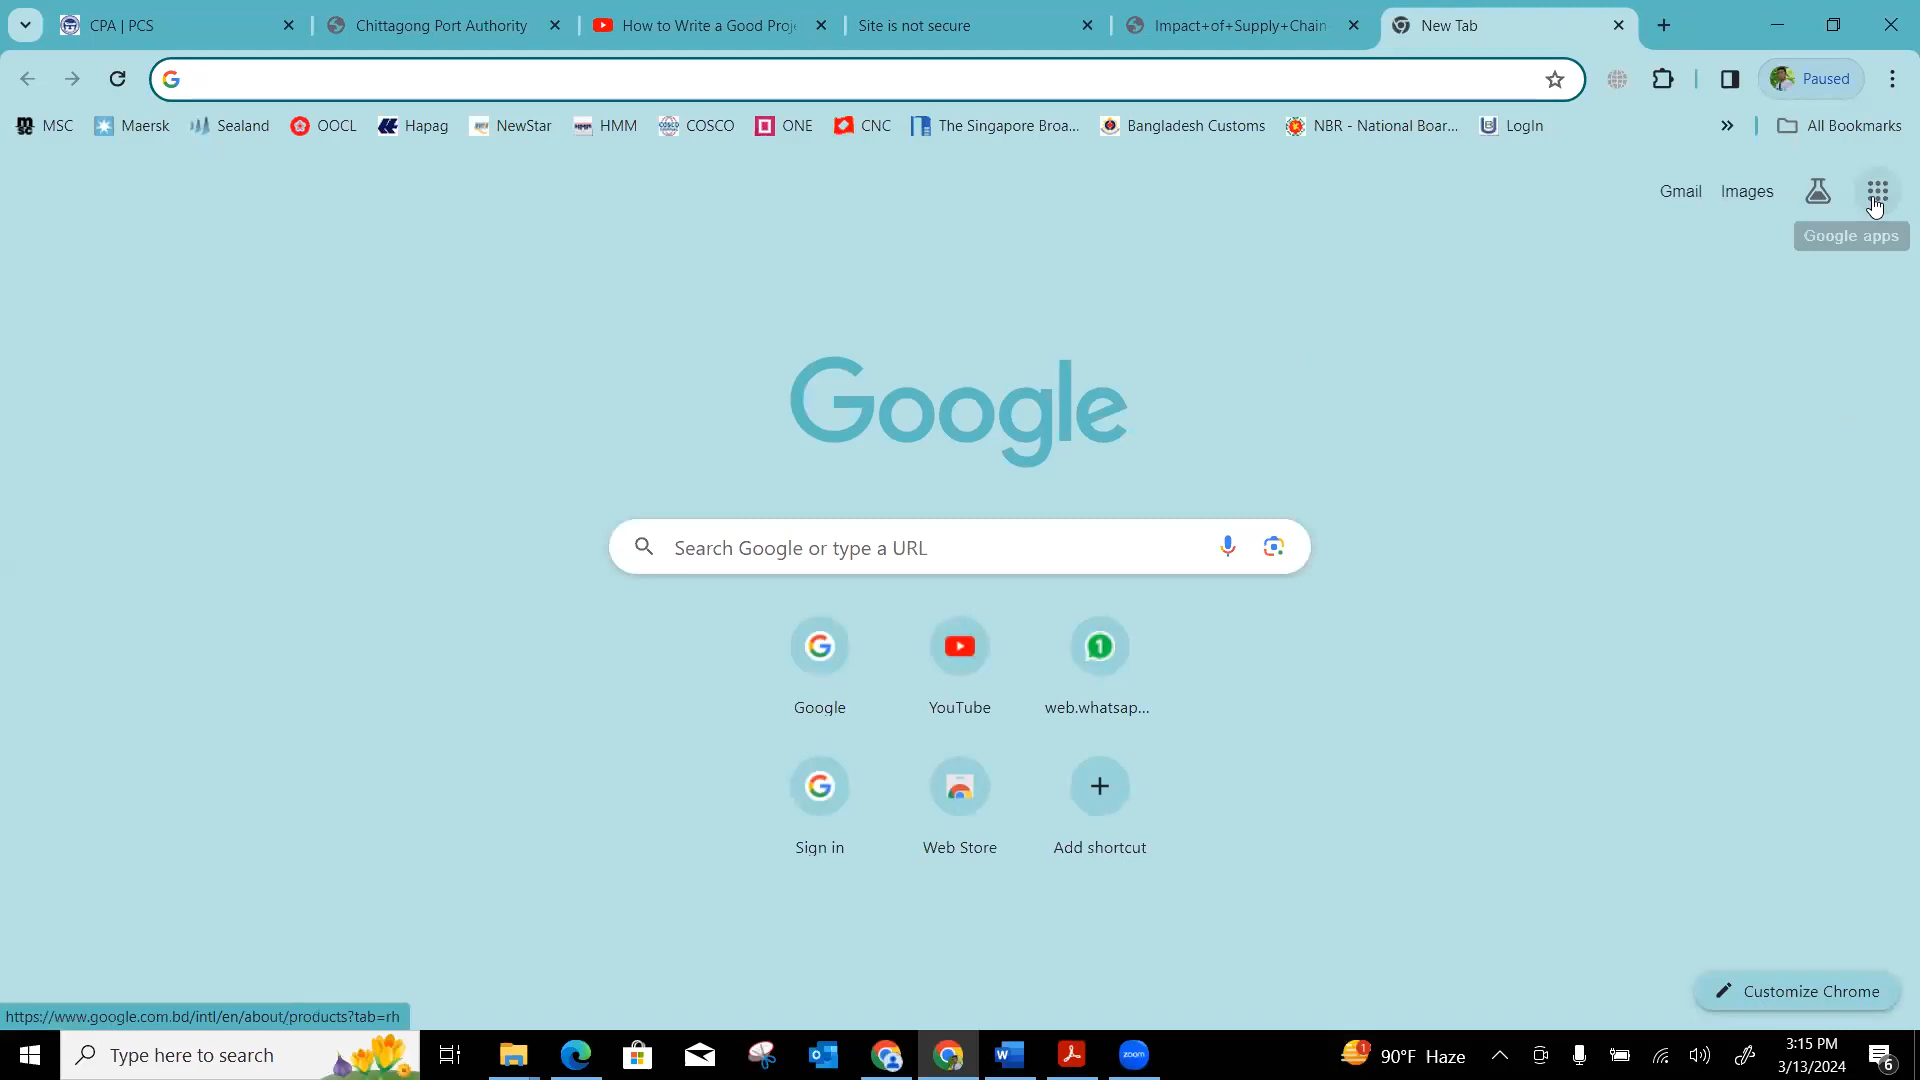 CPA | PCS
Chittagong Port Authority
How to Write a Good Proj
Site is not secure
Impact+of+Supply+Chain
New Tab
Paused
MSC
Maersk
Sealand
OOCL
Hapag
NewStar
HMM
COSCO
ONE
CNC
The Singapore Broa...
Bangladesh Customs
NBR - National Boar...
LogIn
All Bookmarks
Gmail
Images
Google apps
Google
Search Google or type a URL
Google
YouTube
web.whatsap...
Sign in
Web Store
Add shortcut
Customize Chrome
https://www.google.com.bd/intl/en/about/products?tab=rh
Type here to search
90°F Haze
3:15 PM
3/13/2024
6